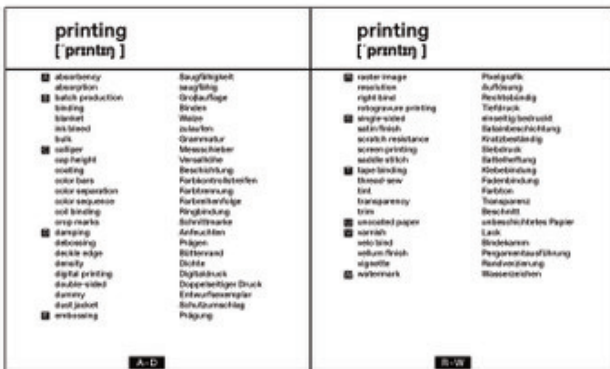 printing
[ˈprɪntɪŋ ]
A absorbency Saugfähigkeit
absorption saugfähig
B batch production Großauflage
binding Binden
blanket Walze
ink bleed zulaufen
bulk Grammatur
C calliper Messschieber
cap height Versalhöhe
coating Beschichtung
color bars Farbkontrollstreifen
color separation Farbtrennung
color sequence Farbreihenfolge
coil binding Ringbindung
crop marks Schnittmarke
D damping Anfeuchten
debossing Prägen
deckle edge Büttenrand
density Dichte
digital printing Digitaldruck
double-sided Doppelseitiger Druck
dummy Entwurfsexemplar
dust jacket Schutzumschlag
E embossing Prägung
A-D
printing
[ˈprɪntɪŋ ]
R raster image Pixelgrafik
resolution Auflösung
right bind Rechtsbündig
rotogravure printing Tiefdruck
S single-sided einseitig bedruckt
satin finish Satainbeschichtung
scratch resistance Kratzbeständig
screen printing Siebdruck
saddle stitch Sattelheftung
T tape binding Klebebindung
thread-sew Fadenbindung
tint Farbton
transparency Transparenz
trim Beschnitt
U uncoated paper unbeschichtetes Papier
V varnish Lack
velo bind Bindekamm
vellum finish Pergamentausführung
vignette Randverzierung
W watermark Wasserzeichen
R-W